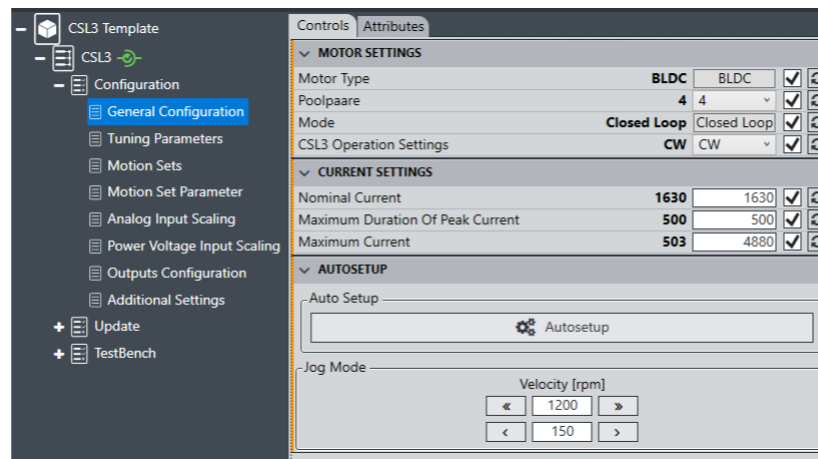 CSL3 Template
CSL3
Configuration
General Configuration
Tuning Parameters
Motion Sets
Motion Set Parameter
Analog Input Scaling
Power Voltage Input Scaling
Outputs Configuration
Additional Settings
Update
TestBench
Controls Attributes
MOTOR SETTINGS
Motor Type BLDC BLDC
Poolpaare 4 4
Mode Closed Loop Closed Loop
CSL3 Operation Settings CW CW
CURRENT SETTINGS
Nominal Current 1630 1630
Maximum Duration Of Peak Current 500 500
Maximum Current 503 4880
AUTOSETUP
Auto Setup
Autosetup
Jog Mode
Velocity [rpm]
« 1200 »
‹ 150 ›